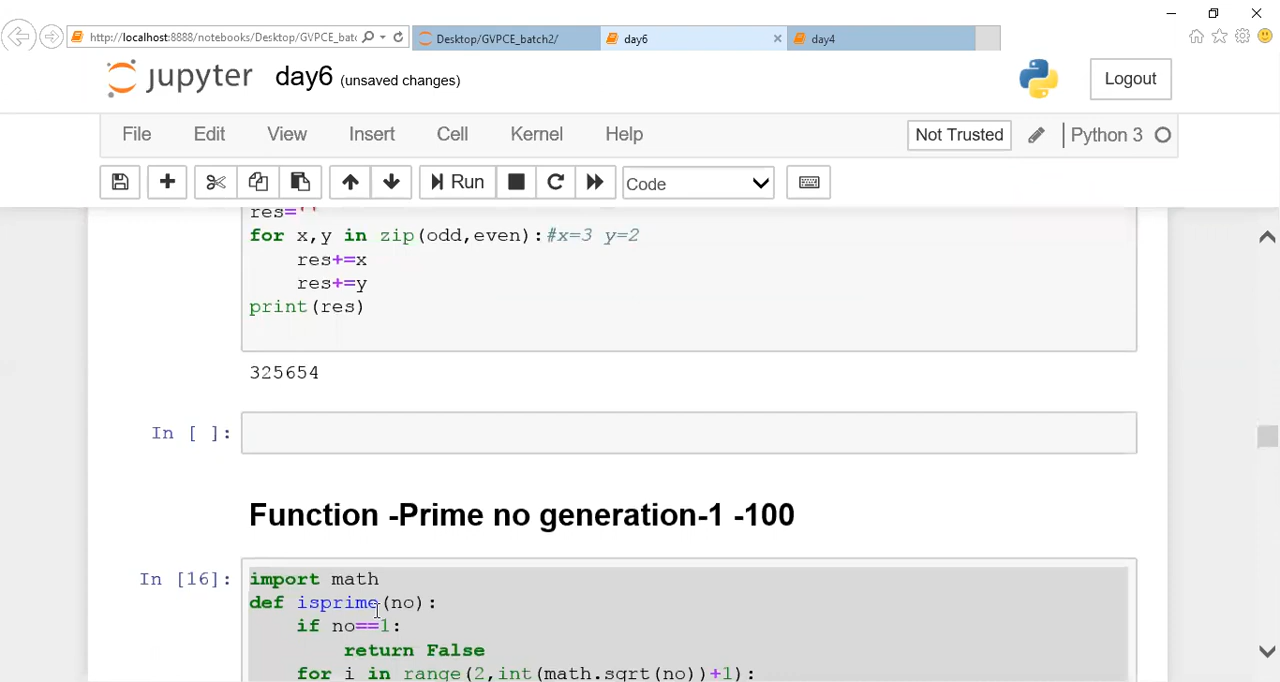 http://localhost:8888/notebooks/Desktop/GVPCE_batc
Desktop/GVPCE_batch2/
day6
day4
jupyter day6 (unsaved changes)
Logout
File Edit View Insert Cell Kernel Help
Not Trusted
Python 3
Run
Code
res=''
for x,y in zip(odd,even):#x=3 y=2
    res+=x
    res+=y
print(res)
325654
In [ ]:
Function -Prime no generation-1 -100
In [16]:
import math
def isprime(no):
    if no==1:
        return False
    for i in range(2,int(math.sqrt(no))+1):